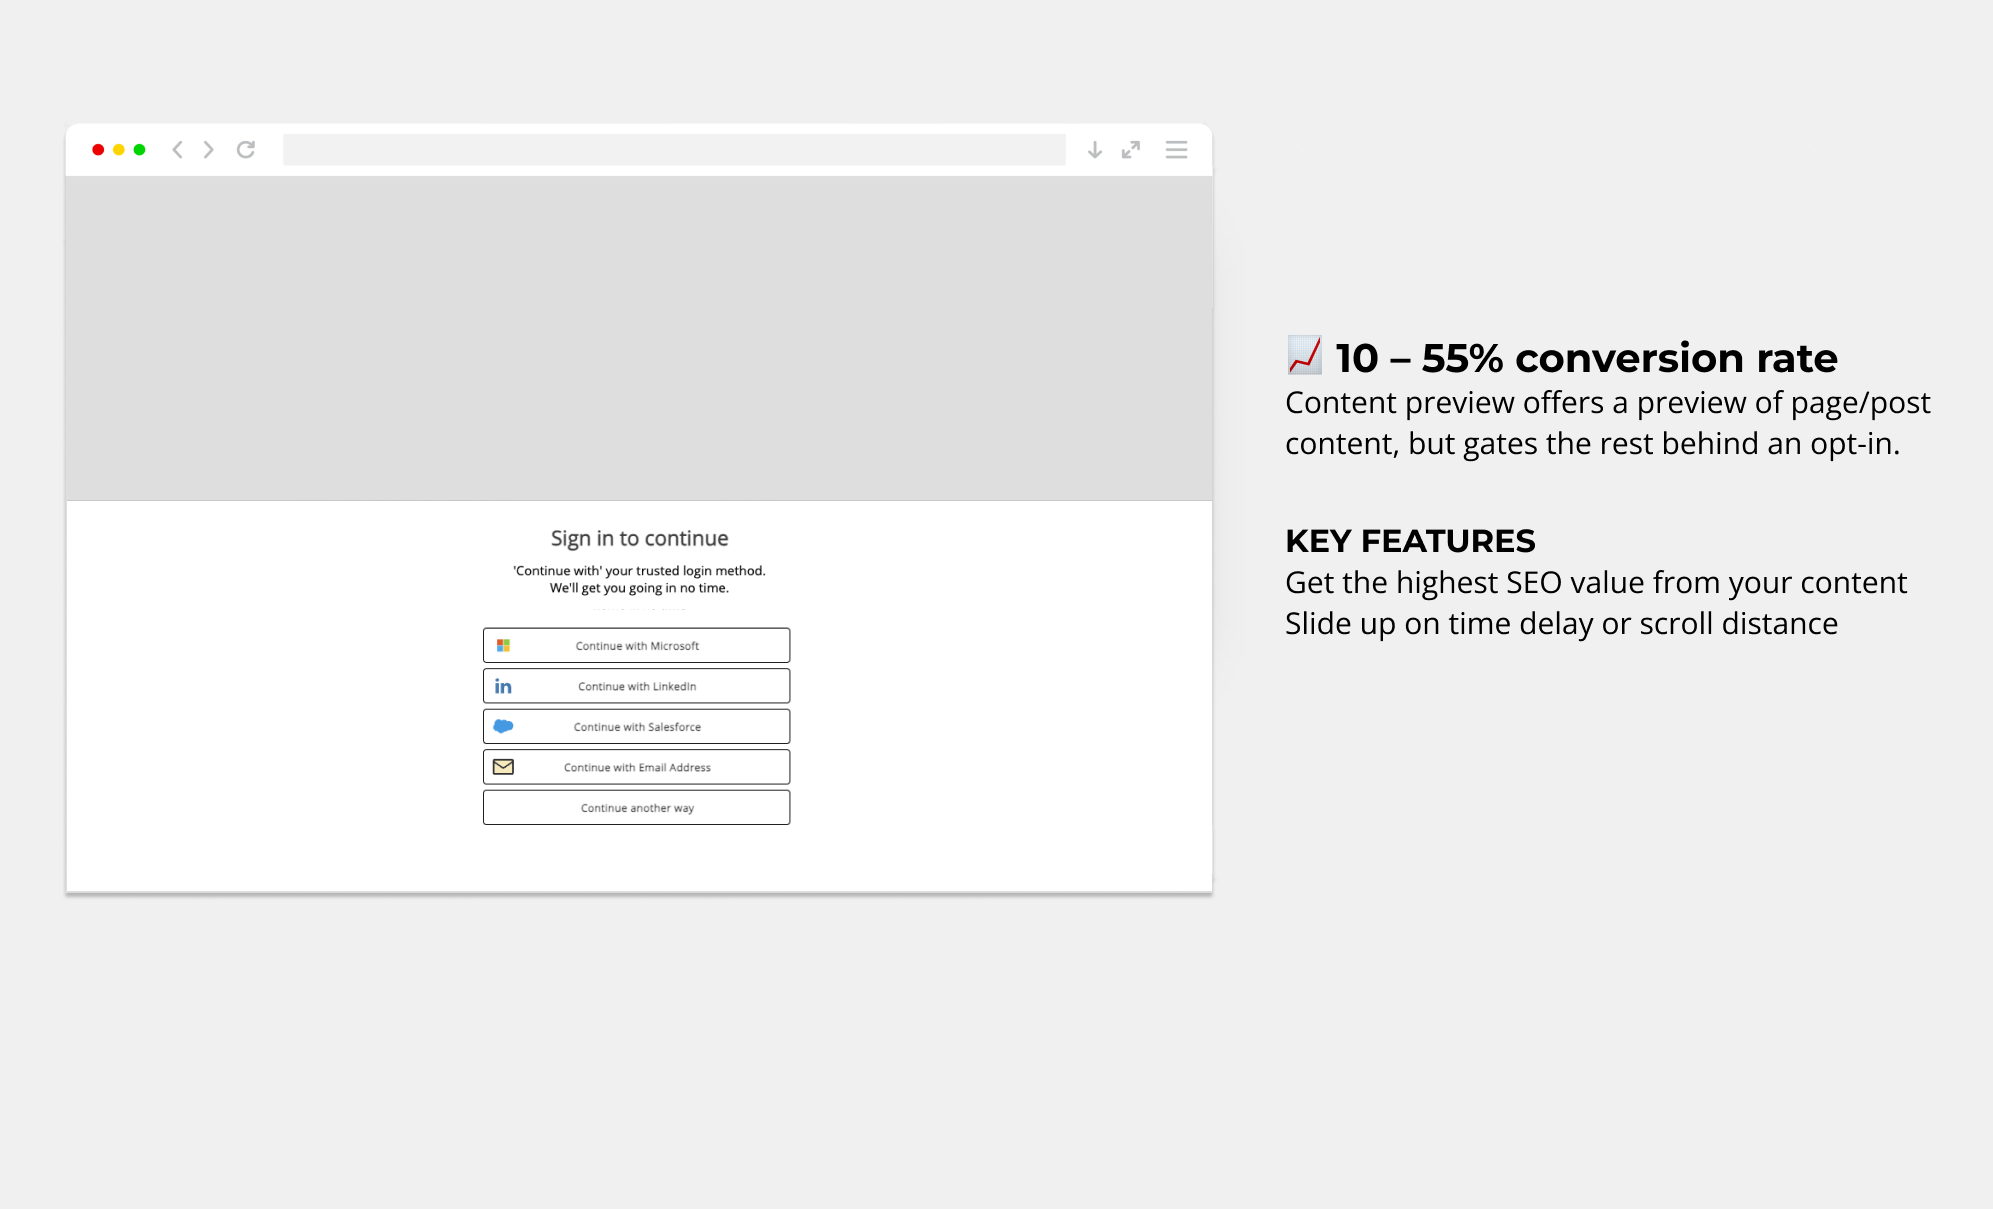 Sign in to continue
'Continue with' your trusted login method.
We'll get you going in no time.
Continue with Microsoft
in
Continue with LinkedIn
Continue with Salesforce
Continue with Email Address
Continue another way
10 – 55% conversion rate
Content preview offers a preview of page/post
content, but gates the rest behind an opt-in.
KEY FEATURES
Get the highest SEO value from your content
Slide up on time delay or scroll distance